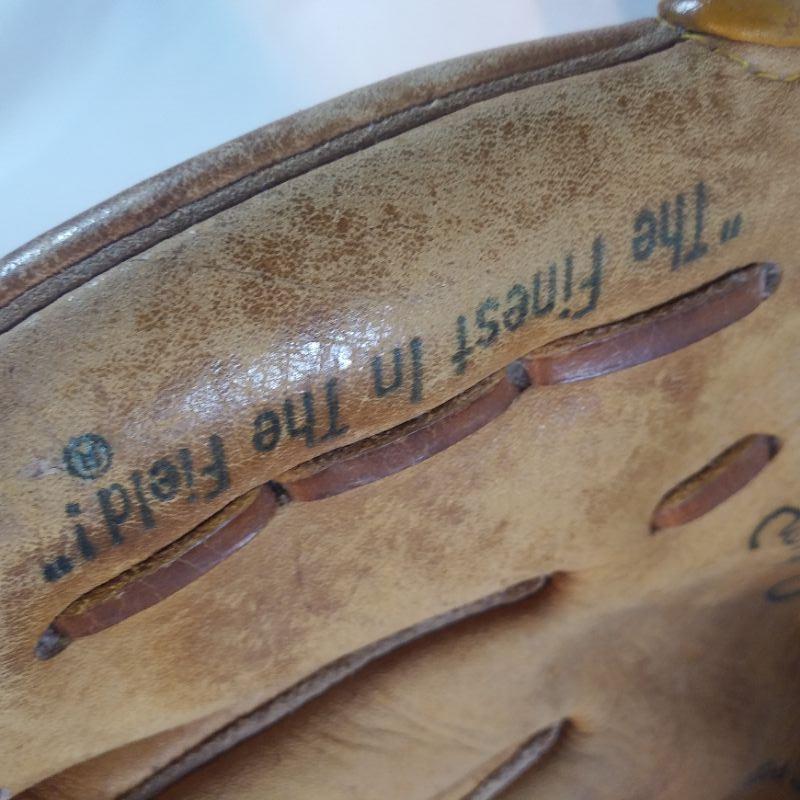 "The Finest In The Field!" ®